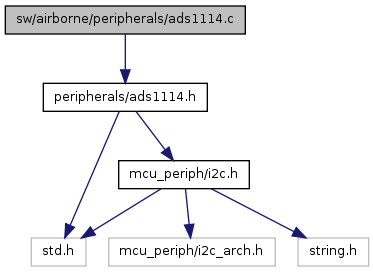 sw/airborne/peripherals/ads1114.c
peripherals/ads1114.h
mcu_periph/i2c.h
std.h
mcu_periph/i2c_arch.h
string.h